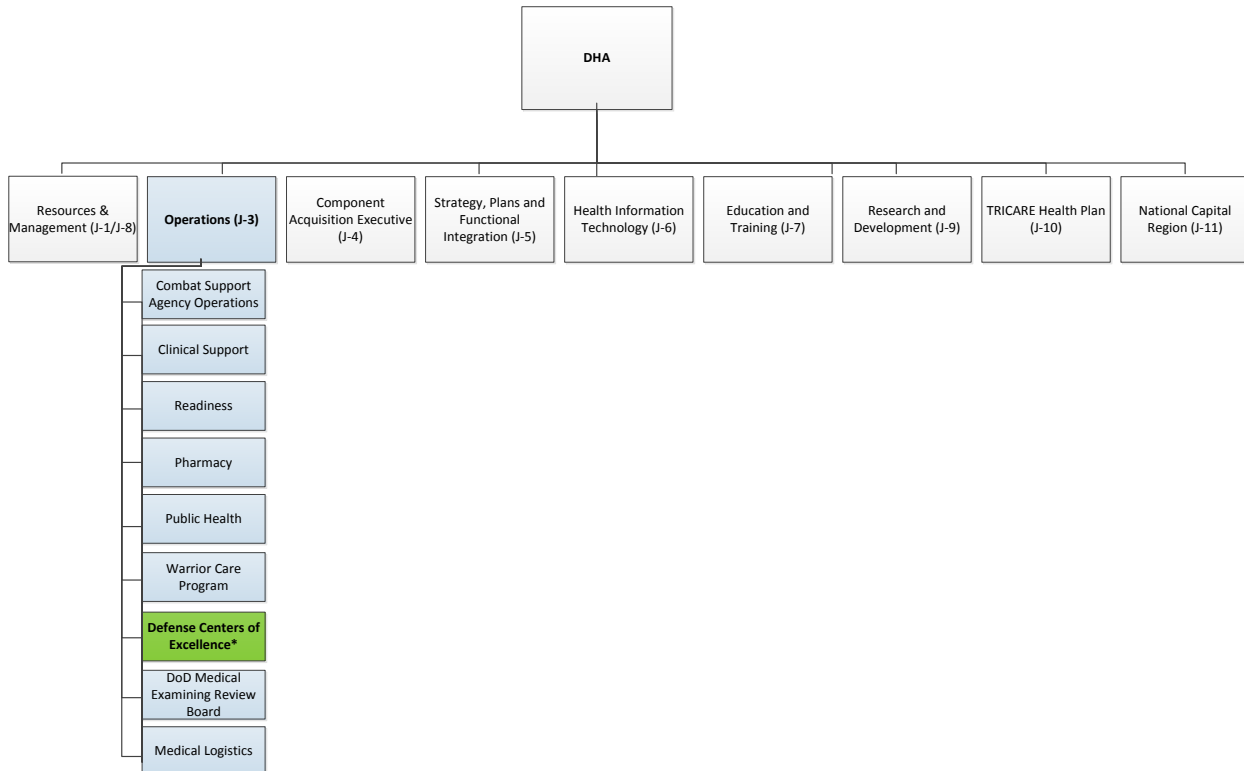 DHA
Resources &
Management (J-1/J-8)
Operations (J-3)
Component
Acquisition Executive
(J-4)
Strategy, Plans and
Functional
Integration (J-5)
Health Information
Technology (J-6)
Education and
Training (J-7)
Research and
Development (J-9)
TRICARE Health Plan
(J-10)
National Capital
Region (J-11)
Combat Support
Agency Operations
Clinical Support
Readiness
Pharmacy
Public Health
Warrior Care
Program
Defense Centers of
Excellence*
DoD Medical
Examining Review
Board
Medical Logistics